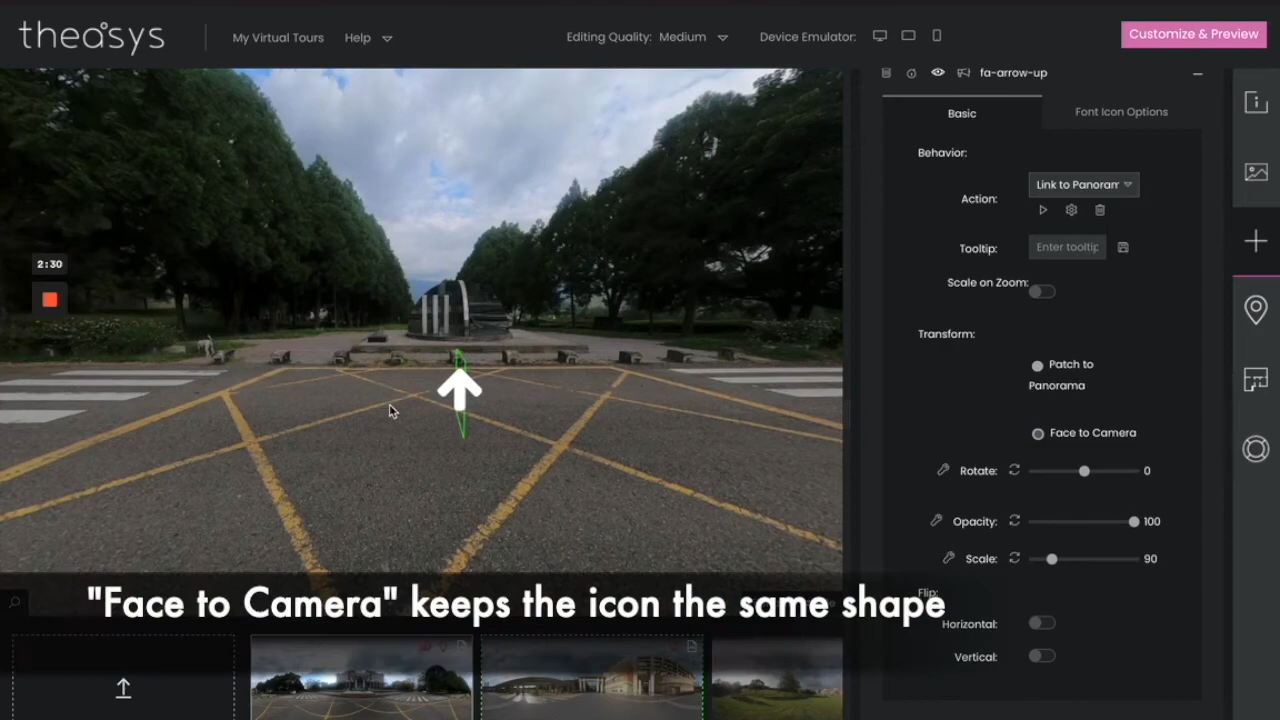 theasys
My Virtual Tours
Help
Editing Quality: Medium
Device Emulator:
Customize & Preview
fa-arrow-up
Basic
Font Icon Options
Behavior:
Action:
Link to Panoram
Tooltip:
Enter tooltip
Scale on Zoom:
2:30
Transform:
Patch to
Panorama
Face to Camera
Rotate:
0
Opacity:
100
Scale:
90
Flip:
"Face to Camera" keeps the icon the same shape
Horizontal:
Vertical: